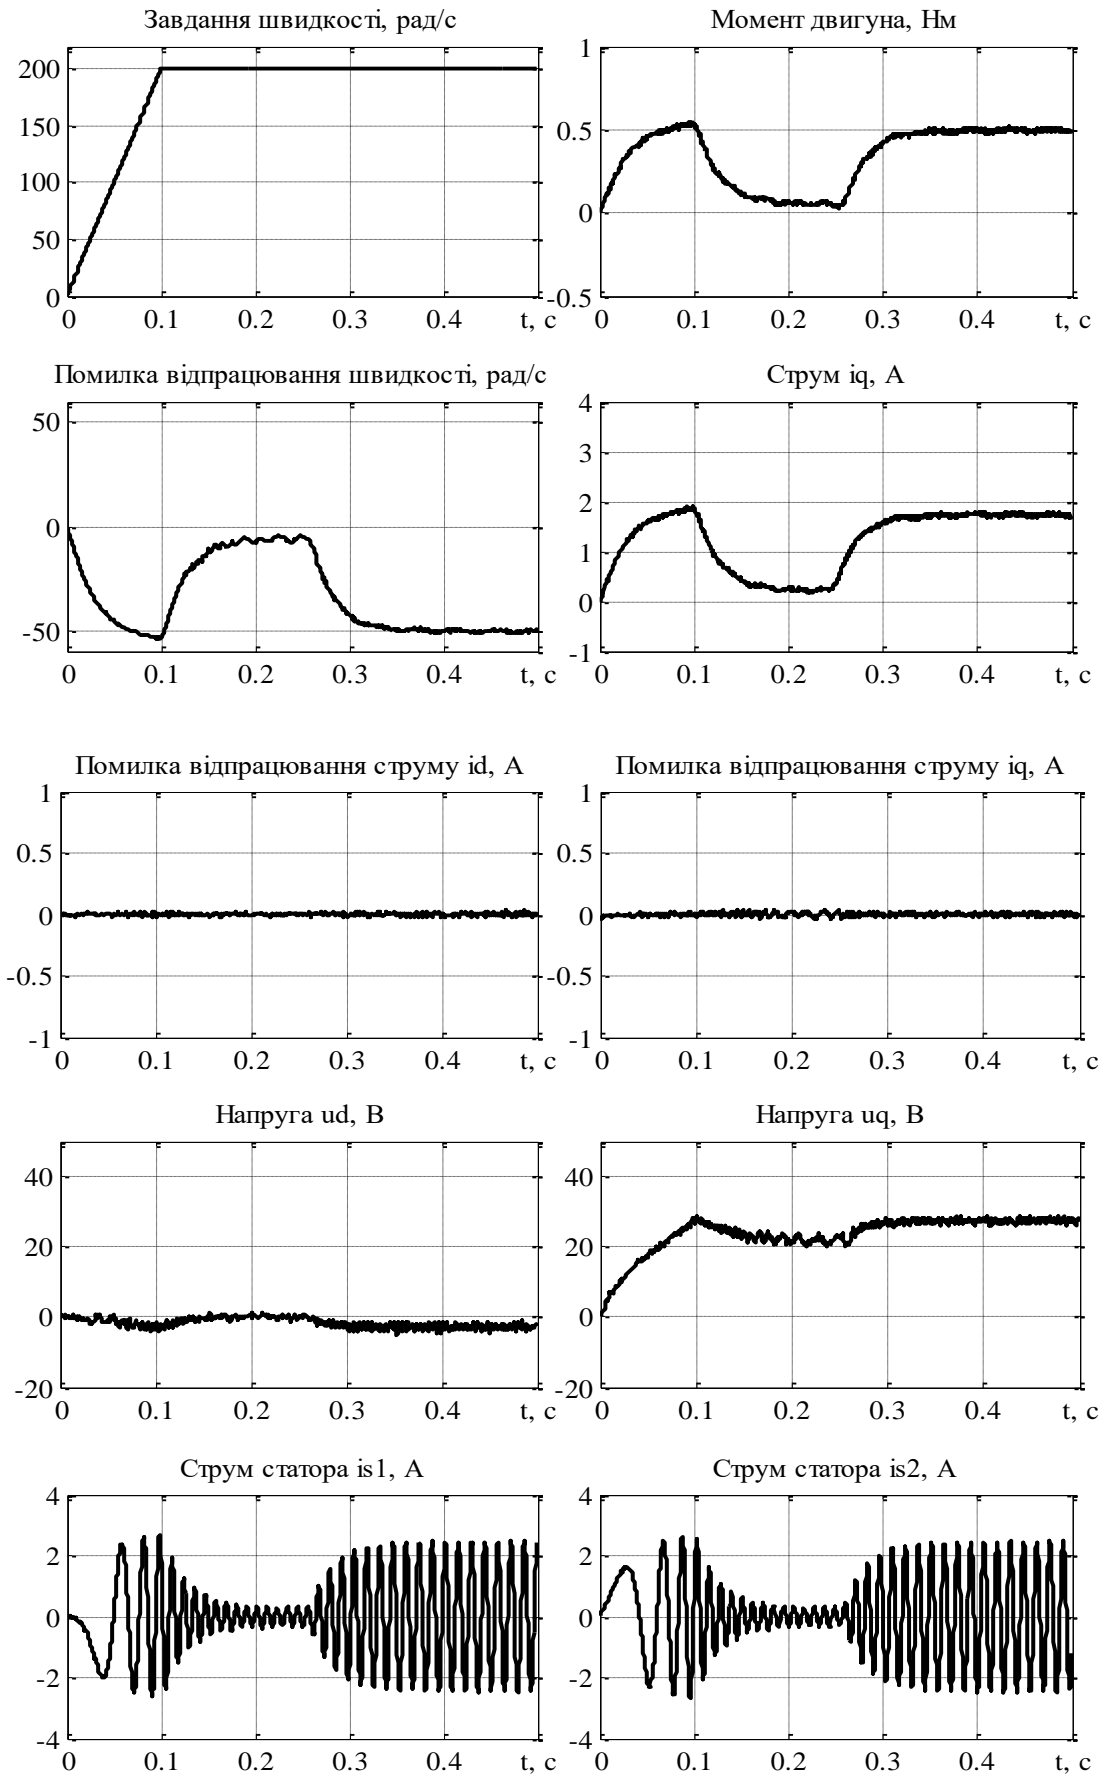 Завдання швидкості, рад/с
200
150
100
50
0
0 0.1 0.2 0.3 0.4 t, с
Момент двигуна, Нм
1
0.5
0
-0.5
0 0.1 0.2 0.3 0.4 t, с
Помилка відпрацювання швидкості, рад/с
50
0
-50
0 0.1 0.2 0.3 0.4 t, с
Струм iq, А
4
3
2
1
0
-1
0 0.1 0.2 0.3 0.4 t, с
Помилка відпрацювання струму id, А
1
0.5
0
-0.5
-1
0 0.1 0.2 0.3 0.4 t, с
Помилка відпрацювання струму iq, А
1
0.5
0
-0.5
-1
0 0.1 0.2 0.3 0.4 t, с
Напруга ud, В
40
20
0
-20
0 0.1 0.2 0.3 0.4 t, с
Напруга uq, В
40
20
0
-20
0 0.1 0.2 0.3 0.4 t, с
Струм статора is1, А
4
2
0
-2
-4
0 0.1 0.2 0.3 0.4 t, с
Струм статора is2, А
4
2
0
-2
-4
0 0.1 0.2 0.3 0.4 t, с